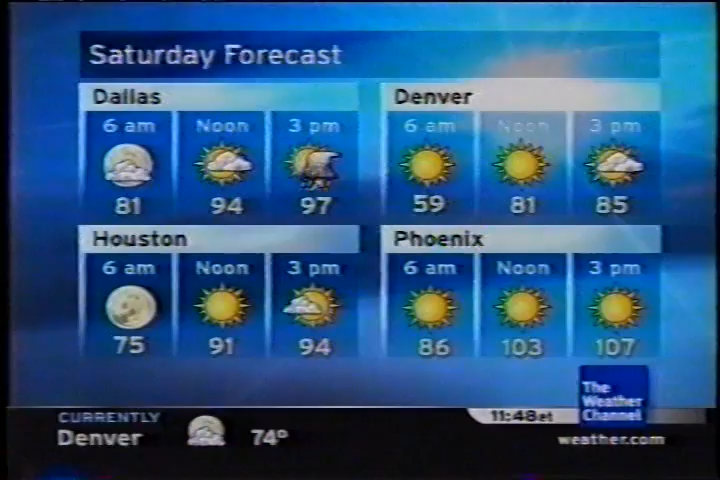 Saturday Forecast
Dallas
6 am Noon 3 pm
81 94 97
Denver
6 am Noon 3 pm
59 81 85
Houston
6 am Noon 3 pm
75 91 94
Phoenix
6 am Noon 3 pm
86 103 107
The
Weather
Channel
11:48et
CURRENTLY
Denver 74°
weather.com